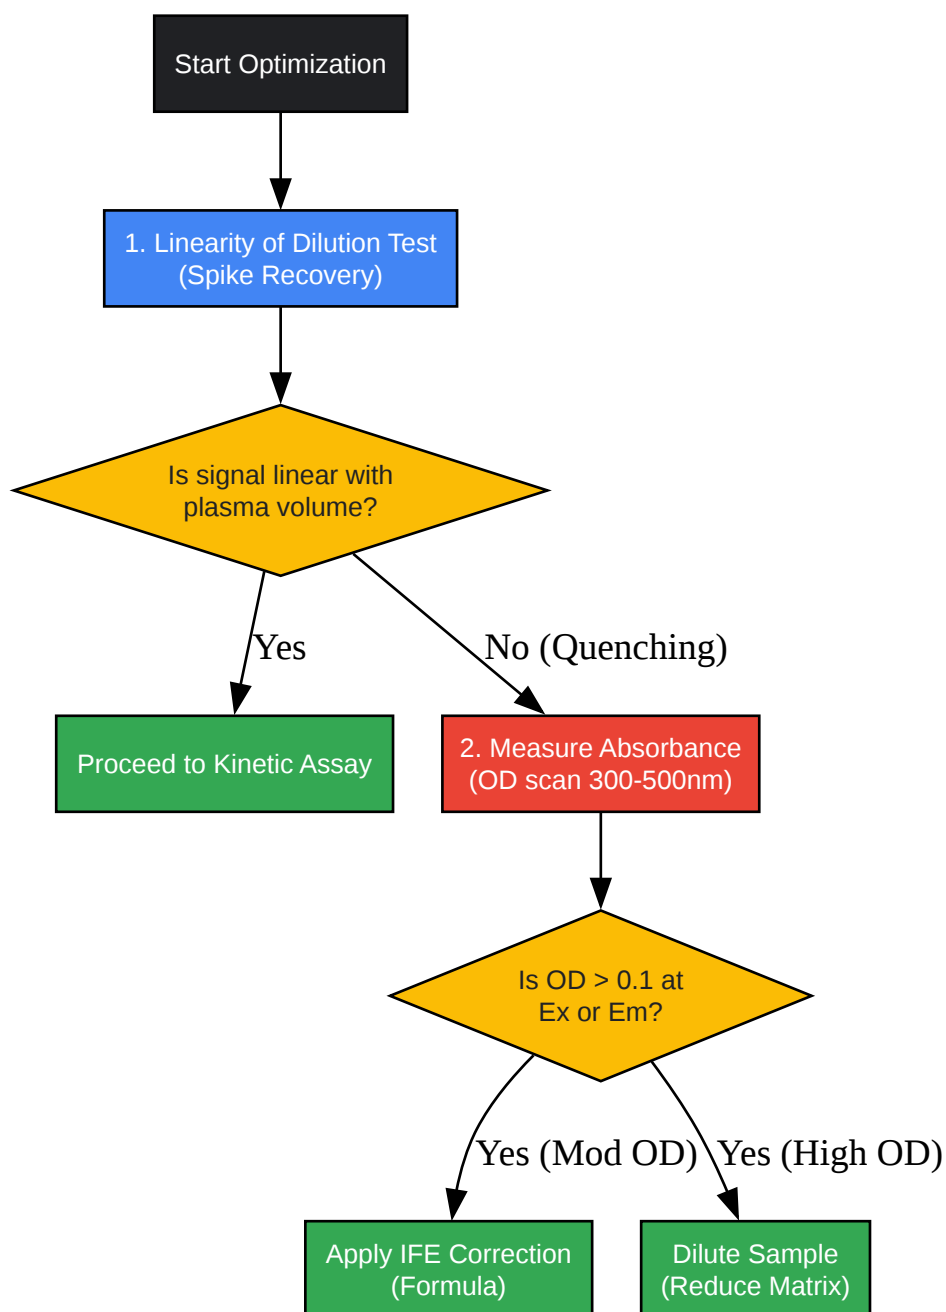 Start Optimization
1. Linearity of Dilution Test
(Spike Recovery)
Is signal linear with
plasma volume?
Yes
No (Quenching)
Proceed to Kinetic Assay
2. Measure Absorbance
(OD scan 300-500nm)
Is OD > 0.1 at
Ex or Em?
Yes (Mod OD)
Yes (High OD)
Apply IFE Correction
(Formula)
Dilute Sample
(Reduce Matrix)